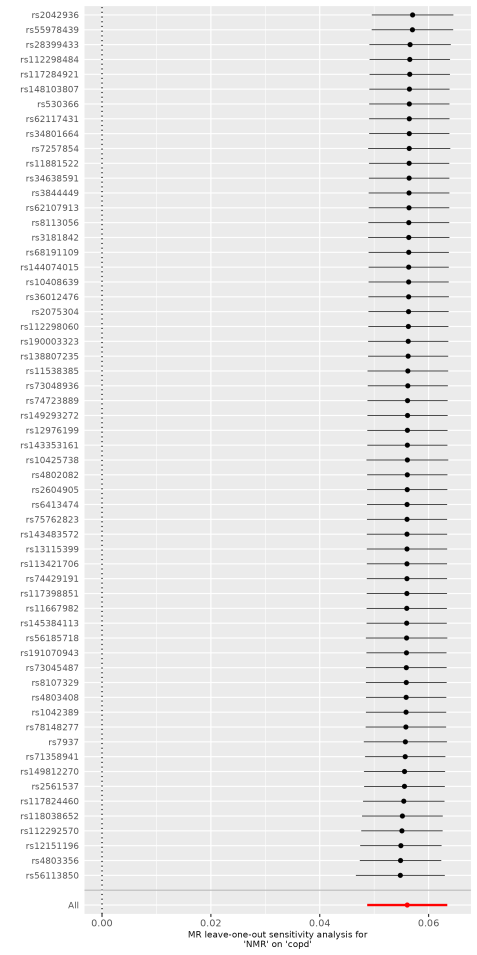 rs2042936
rs55978439
rs28399433
rs112298484
rs117284921
rs148103807
rs530366
rs62117431
rs34801664
rs7257854
rs11881522
rs34638591
rs3844449
rs62107913
rs8113056
rs3181842
rs68191109
rs144074015
rs10408639
rs36012476
rs2075304
rs112298060
rs190003323
rs138807235
rs11538385
rs73048936
rs74723889
rs149293272
rs12976199
rs143353161
rs10425738
rs4802082
rs2604905
rs6413474
rs75762823
rs143483572
rs13115399
rs113421706
rs74429191
rs117398851
rs11667982
rs145384113
rs56185718
rs191070943
rs73045487
rs8107329
rs4803408
rs1042389
rs78148277
rs7937
rs71358941
rs149812270
rs2561537
rs117824460
rs118038652
rs112292570
rs12151196
rs4803356
rs56113850
All
0.00 0.02 0.04 0.06
MR leave-one-out sensitivity analysis for
'NMR' on 'copd'